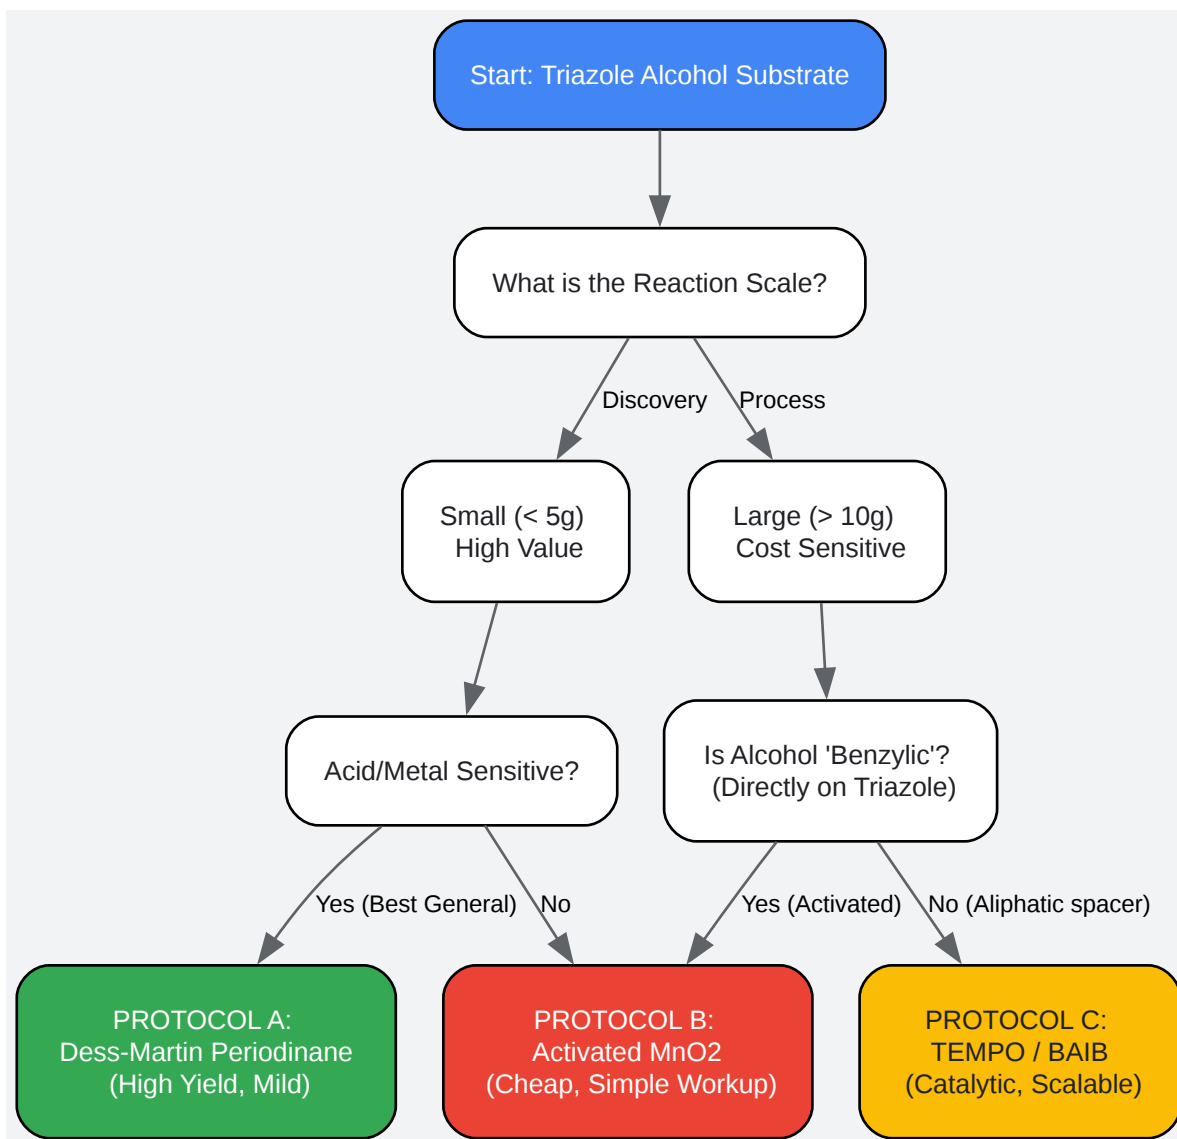 Start: Triazole Alcohol Substrate
What is the Reaction Scale?
Discovery
Process
Small (< 5g)
High Value
Large (> 10g)
Cost Sensitive
Acid/Metal Sensitive?
Is Alcohol 'Benzylic'?
(Directly on Triazole)
Yes (Best General)
No
Yes (Activated)
No (Aliphatic spacer)
PROTOCOL A:
Dess-Martin Periodinane
(High Yield, Mild)
PROTOCOL B:
Activated MnO2
(Cheap, Simple Workup)
PROTOCOL C:
TEMPO / BAIB
(Catalytic, Scalable)